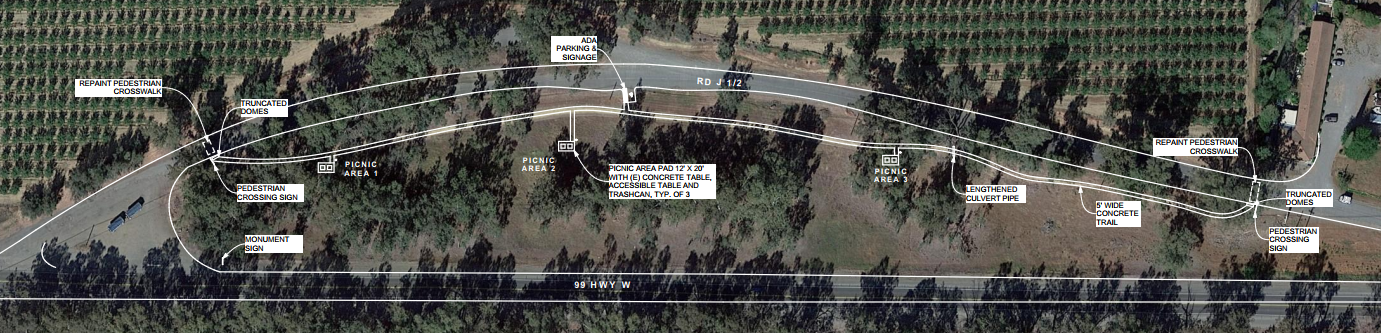 ADA
PARKING &
SIGNAGE
RD J 1/2
REPAINT PEDESTRIAN
CROSSWALK
TRUNCATED
DOMES
PICNIC
AREA 1
PEDESTRIAN
CROSSING SIGN
MONUMENT
SIGN
PICNIC
AREA 2
PICNIC AREA PAD 12' X 20'
WITH (E) CONCRETE TABLE,
ACCESSIBLE TABLE AND
TRASHCAN, TYP. OF 3
PICNIC
AREA 3
LENGTHENED
CULVERT PIPE
5' WIDE
CONCRETE
TRAIL
REPAINT PEDESTRIAN
CROSSWALK
TRUNCATED
DOMES
PEDESTRIAN
CROSSING
SIGN
99 HWY W